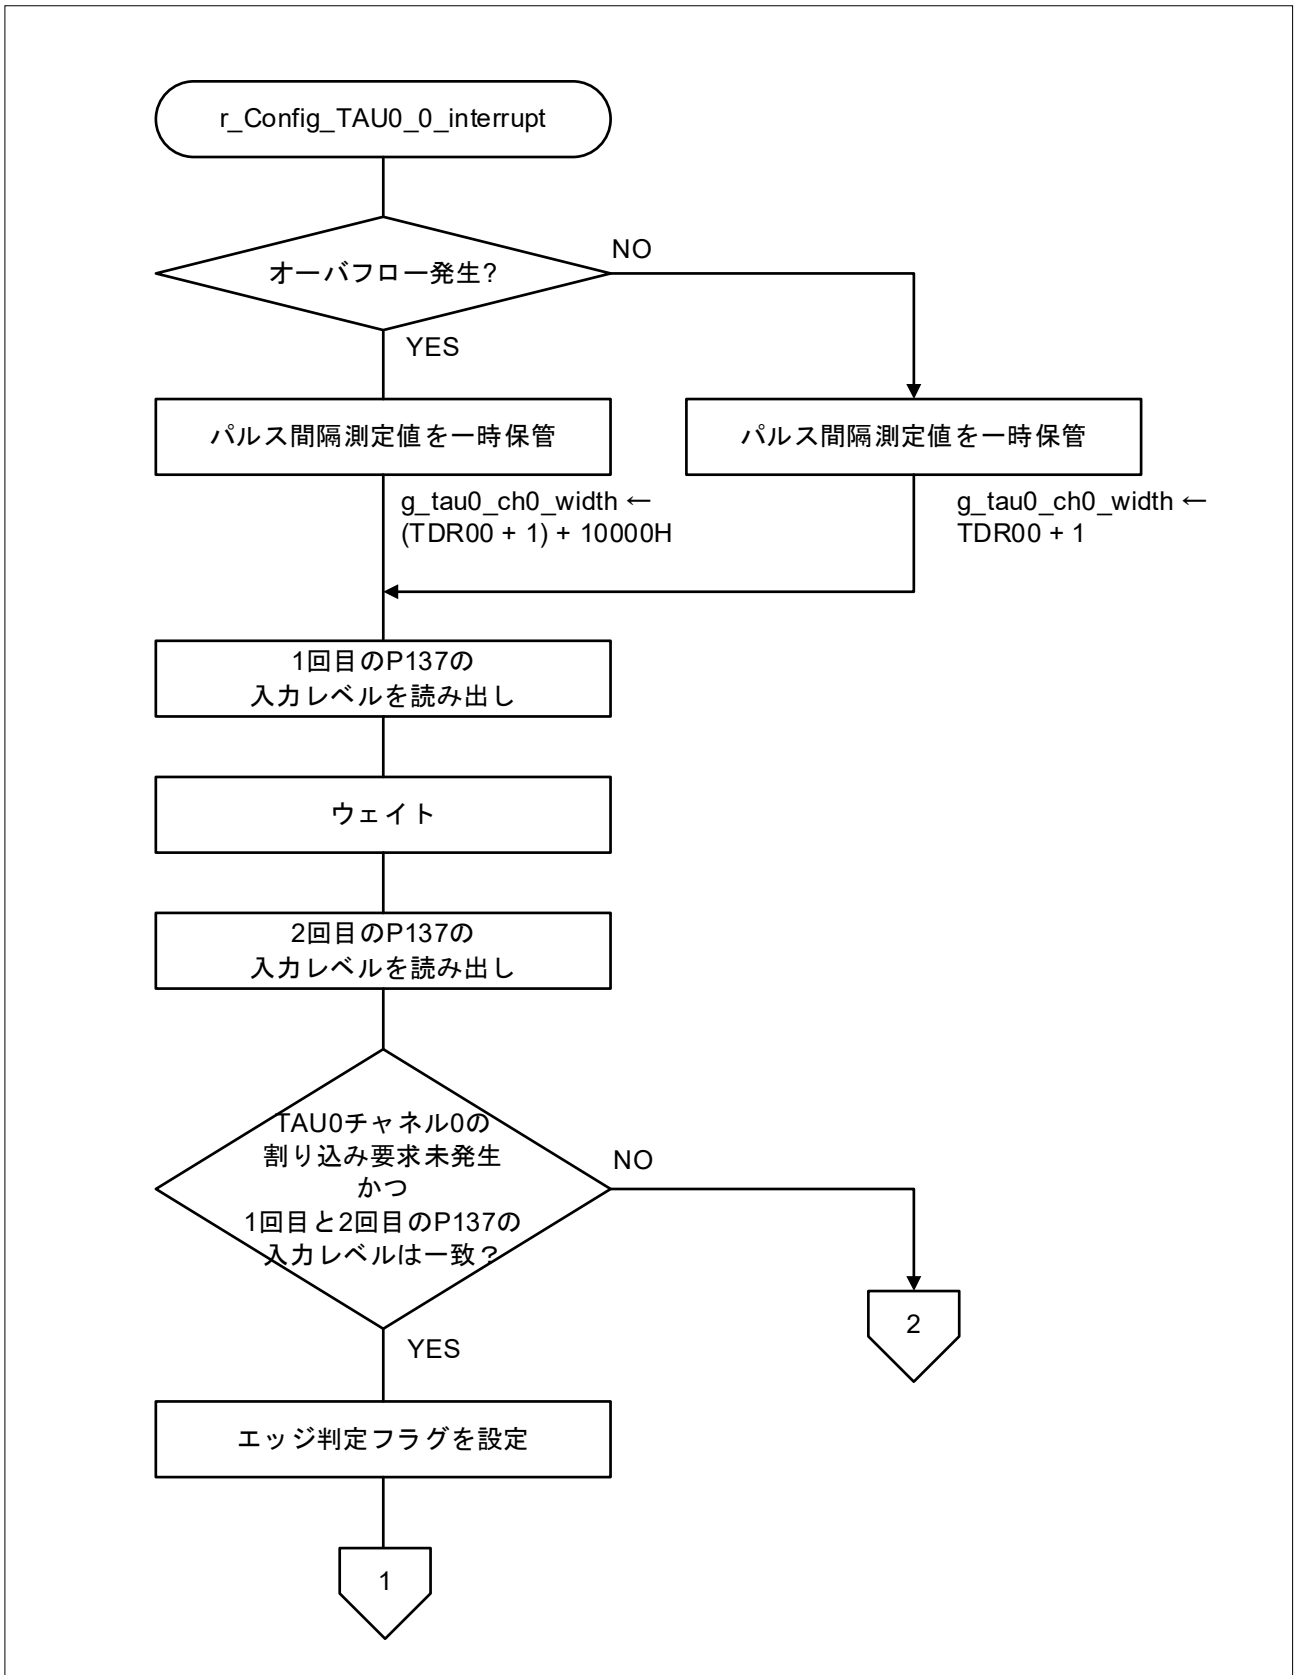 r_Config_TAU0_0_interrupt
オーバフロー発生?
NO
YES
パルス間隔測定値を一時保管
パルス間隔測定値を一時保管
g_tau0_ch0_width ←
(TDR00 + 1) + 10000H
g_tau0_ch0_width ←
TDR00 + 1
1回目のP137の
入力レベルを読み出し
ウェイト
2回目のP137の
入力レベルを読み出し
TAU0チャネル0の
割り込み要求未発生
かつ
1回目と2回目のP137の
入力レベルは一致?
NO
2
YES
エッジ判定フラグを設定
1